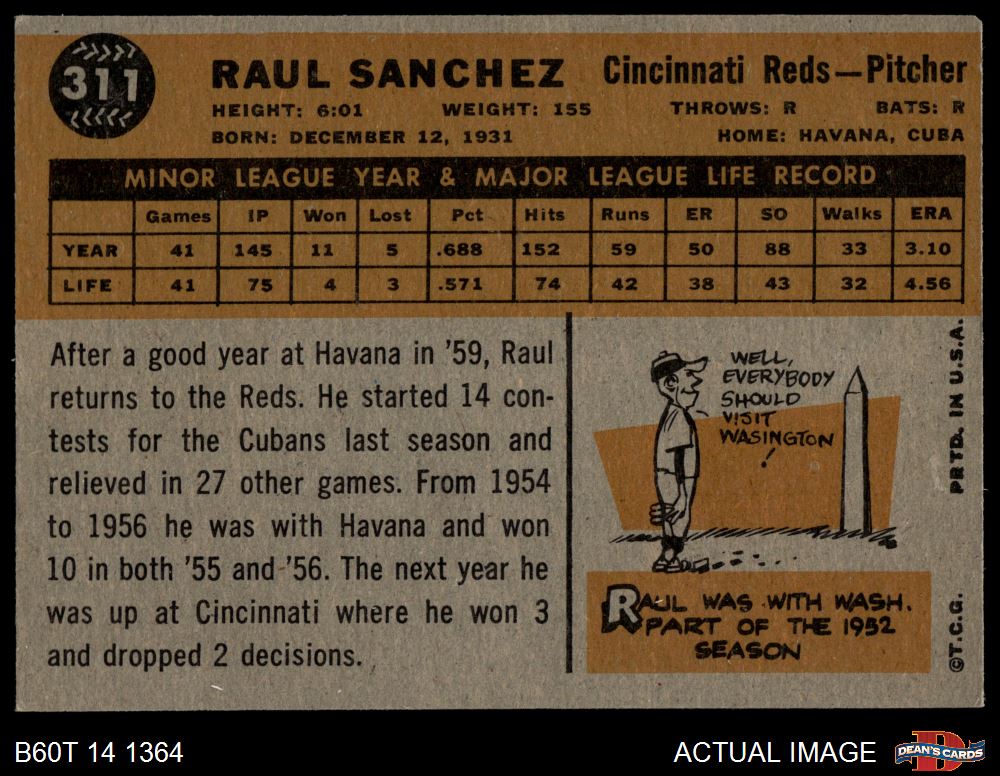 311
RAUL SANCHEZ Cincinnati Reds—Pitcher
HEIGHT: 6:01 WEIGHT: 155 THROWS: R BATS: R
BORN: DECEMBER 12, 1931 HOME: HAVANA, CUBA
MINOR LEAGUE YEAR & MAJOR LEAGUE LIFE RECORD
Games IP Won Lost Pct Hits Runs ER SO Walks ERA
YEAR 41 145 11 5 .688 152 59 50 88 33 3.10
LIFE 41 75 4 3 .571 74 42 38 43 32 4.56
After a good year at Havana in '59, Raul
returns to the Reds. He started 14 con-
tests for the Cubans last season and
relieved in 27 other games. From 1954
to 1956 he was with Havana and won
10 in both '55 and '56. The next year he
was up at Cincinnati where he won 3
and dropped 2 decisions.
WELL,
EVERYBODY
SHOULD
VISIT
WASINGTON
!
RAUL WAS WITH WASH.
PART OF THE 1952
SEASON
©T.C.G. PRTD. IN U.S.A.
B60T 14 1364 ACTUAL IMAGE DEAN'S CARDS